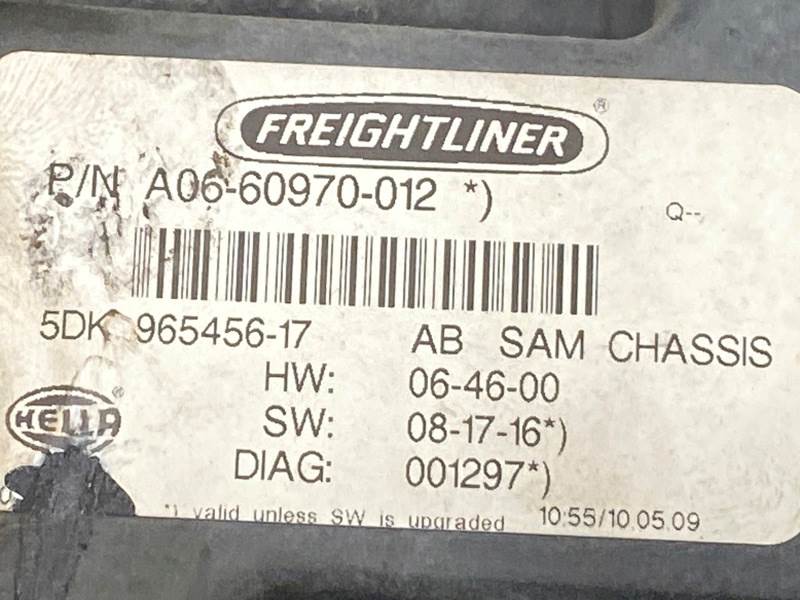 FREIGHTLINER ®
P/N A06-60970-012 *)
Q--
5DK 965456-17 AB SAM CHASSIS
HW: 06-46-00
HELLA ®
SW: 08-17-16*)
DIAG: 001297*)
*) valid unless SW is upgraded 10:55/10.05.09